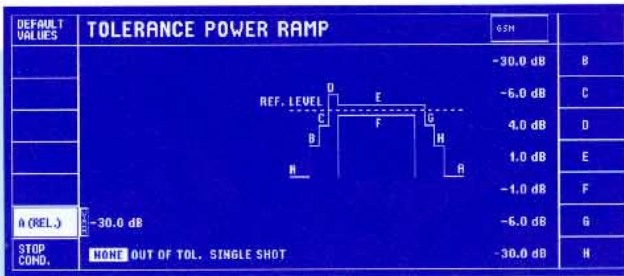 DEFAULT VALUES
TOLERANCE POWER RAMP
GSM
-30.0 dB B
-6.0 dB C
4.0 dB D
1.0 dB E
-1.0 dB F
-6.0 dB G
-30.0 dB H
REF. LEVEL
D
E
C
F
G
B
H
A
A (REL.) -30.0 dB
STOP COND.
NONE OUT OF TOL. SINGLE SHOT